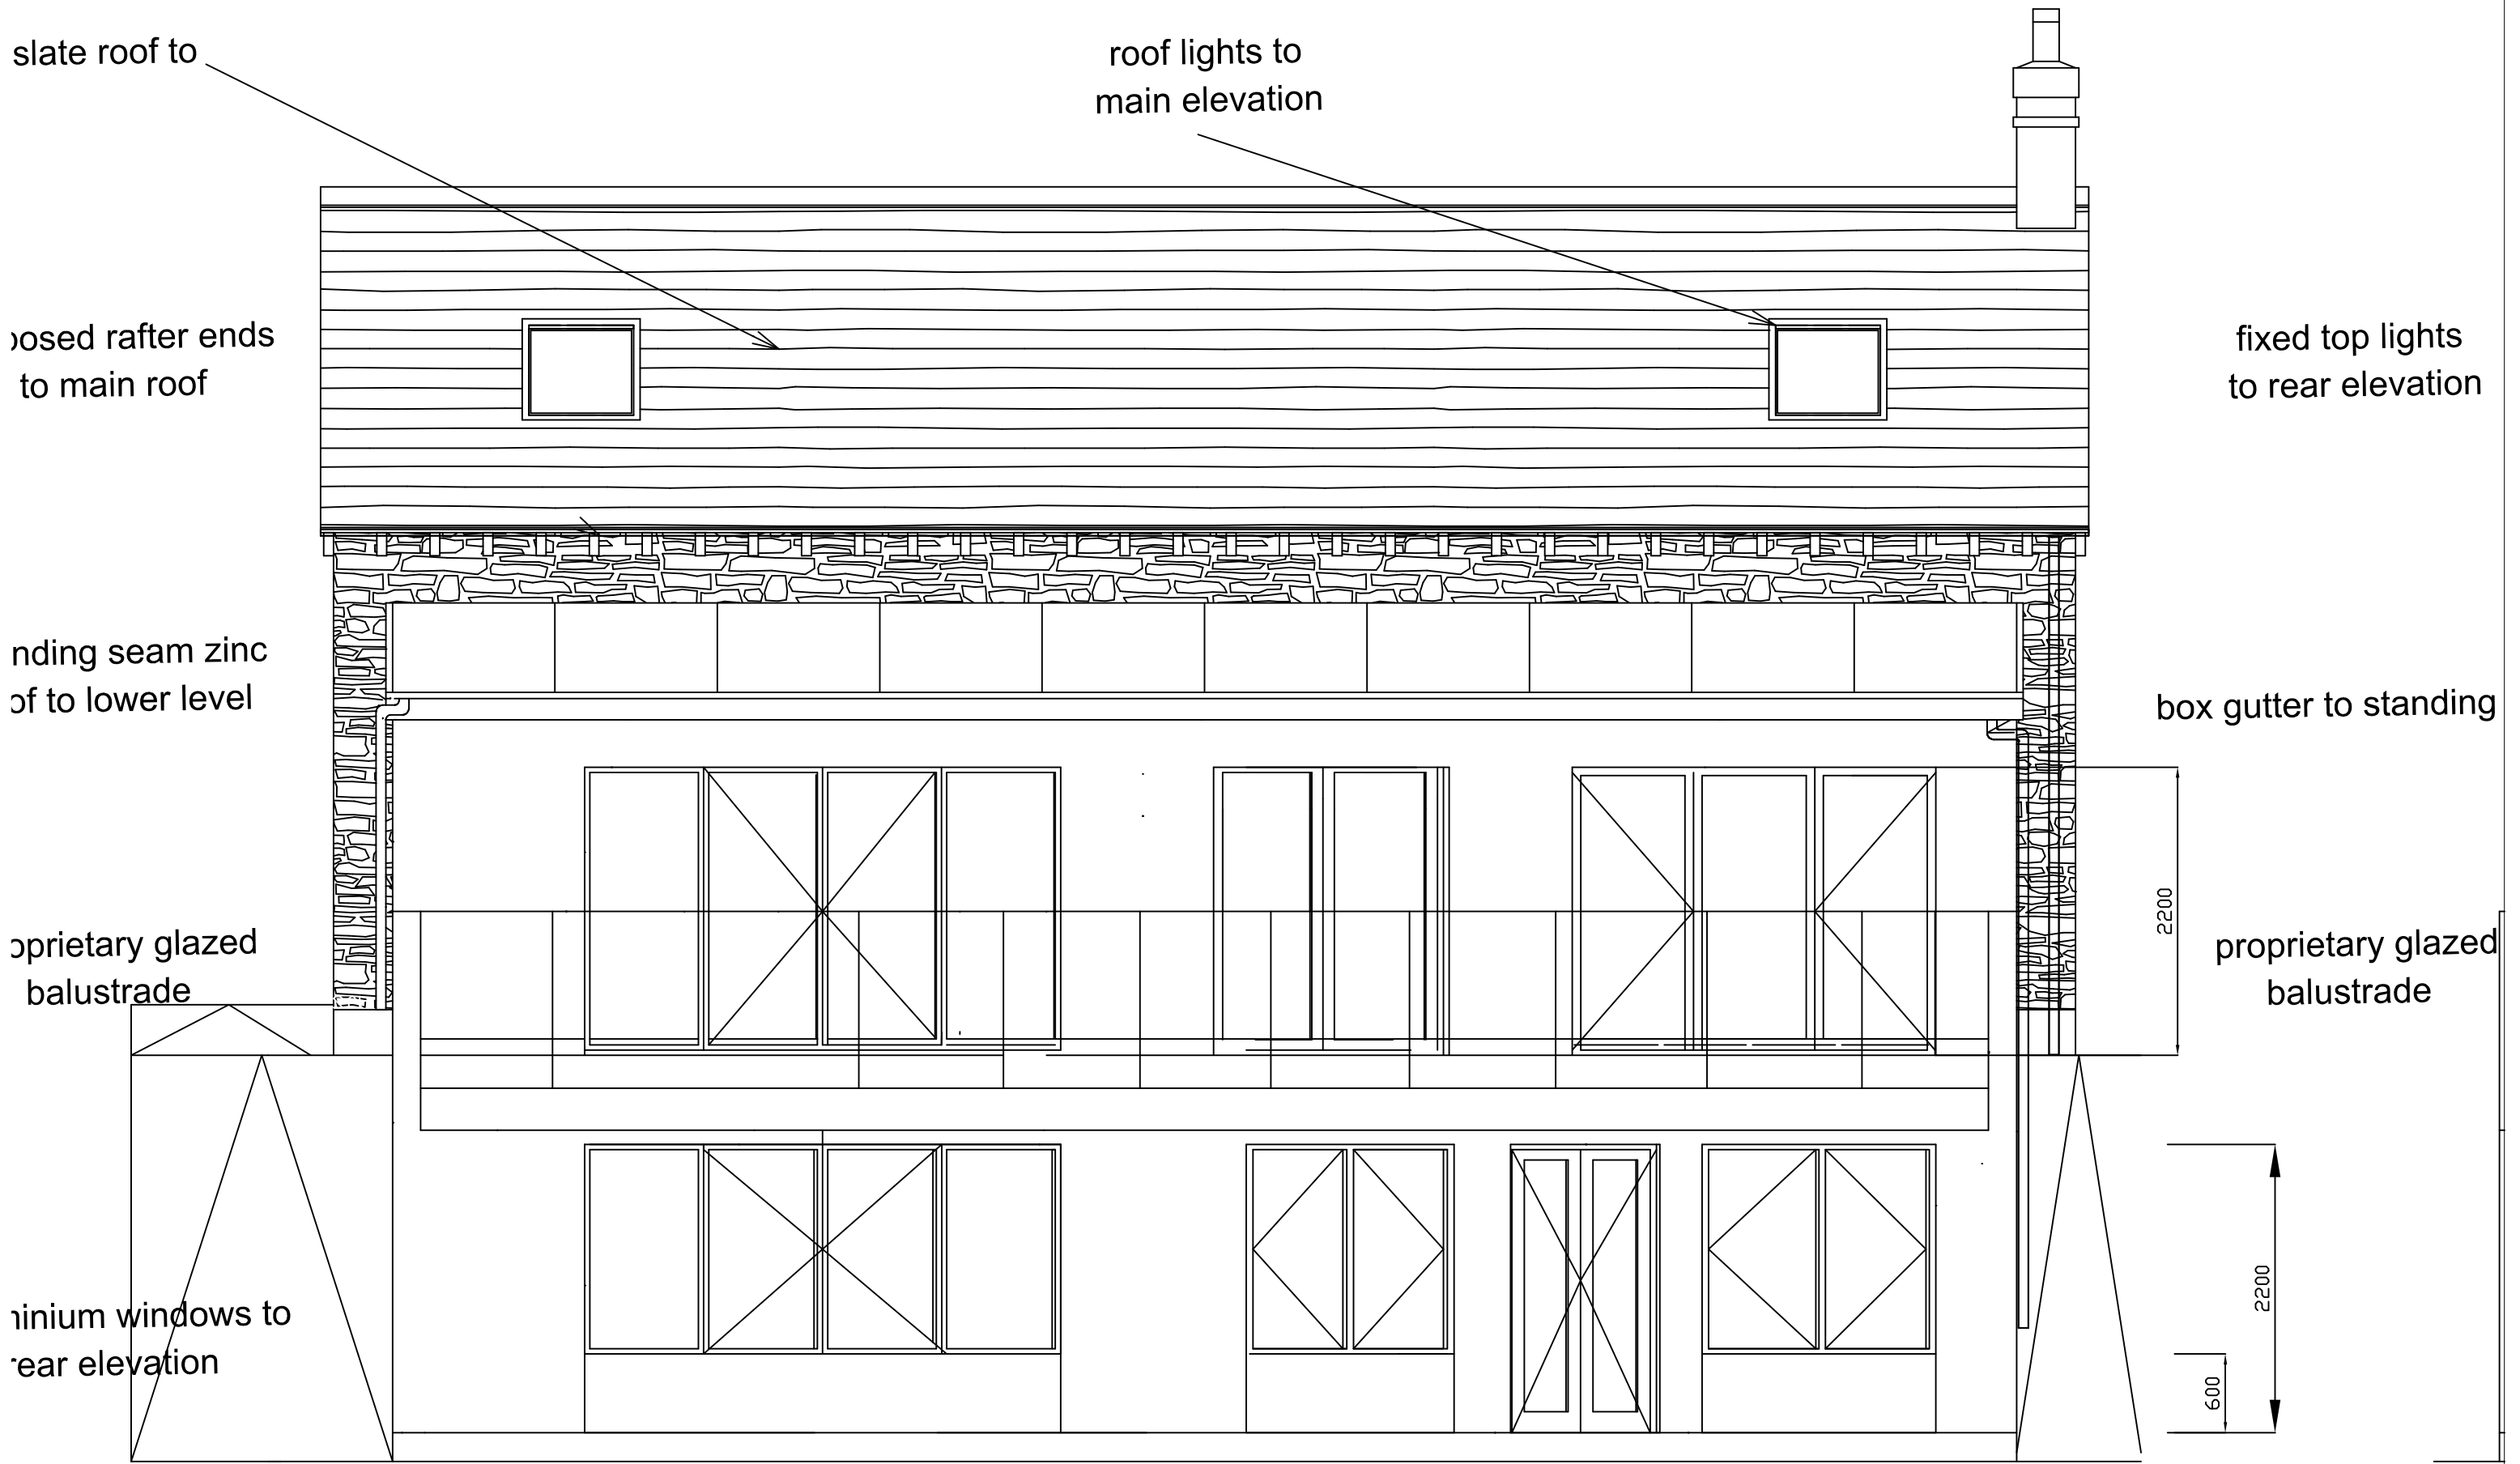 slate roof to
roof lights to
main elevation
posed rafter ends
to main roof
fixed top lights
to rear elevation
nding seam zinc
of to lower level
box gutter to standing
2200
oprietary glazed
balustrade
proprietary glazed
balustrade
2200
600
inium windows to
rear elevation